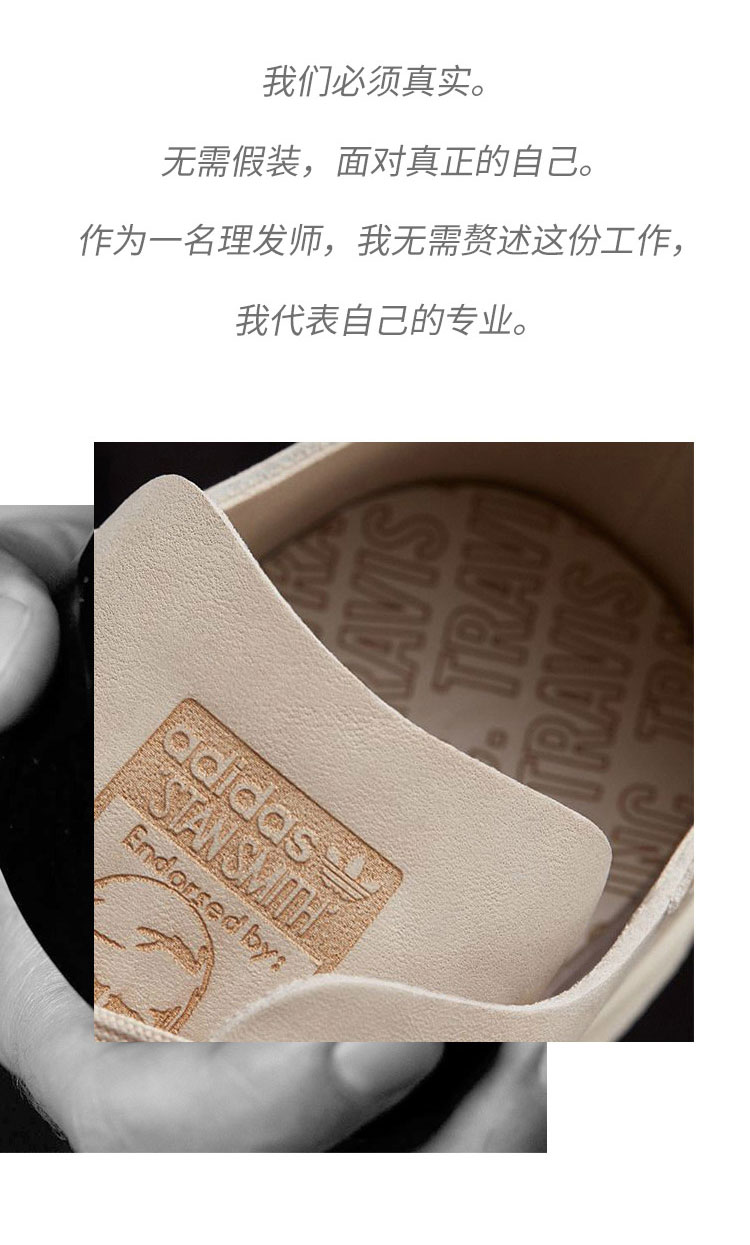 我们必须真实。
无需假装，面对真正的自己。
作为一名理发师，我无需赘述这份工作，
我代表自己的专业。
TRAVIS
TRAVIS
TRAVIS
INC
adidas
STAN SMITH
Endorsed by: